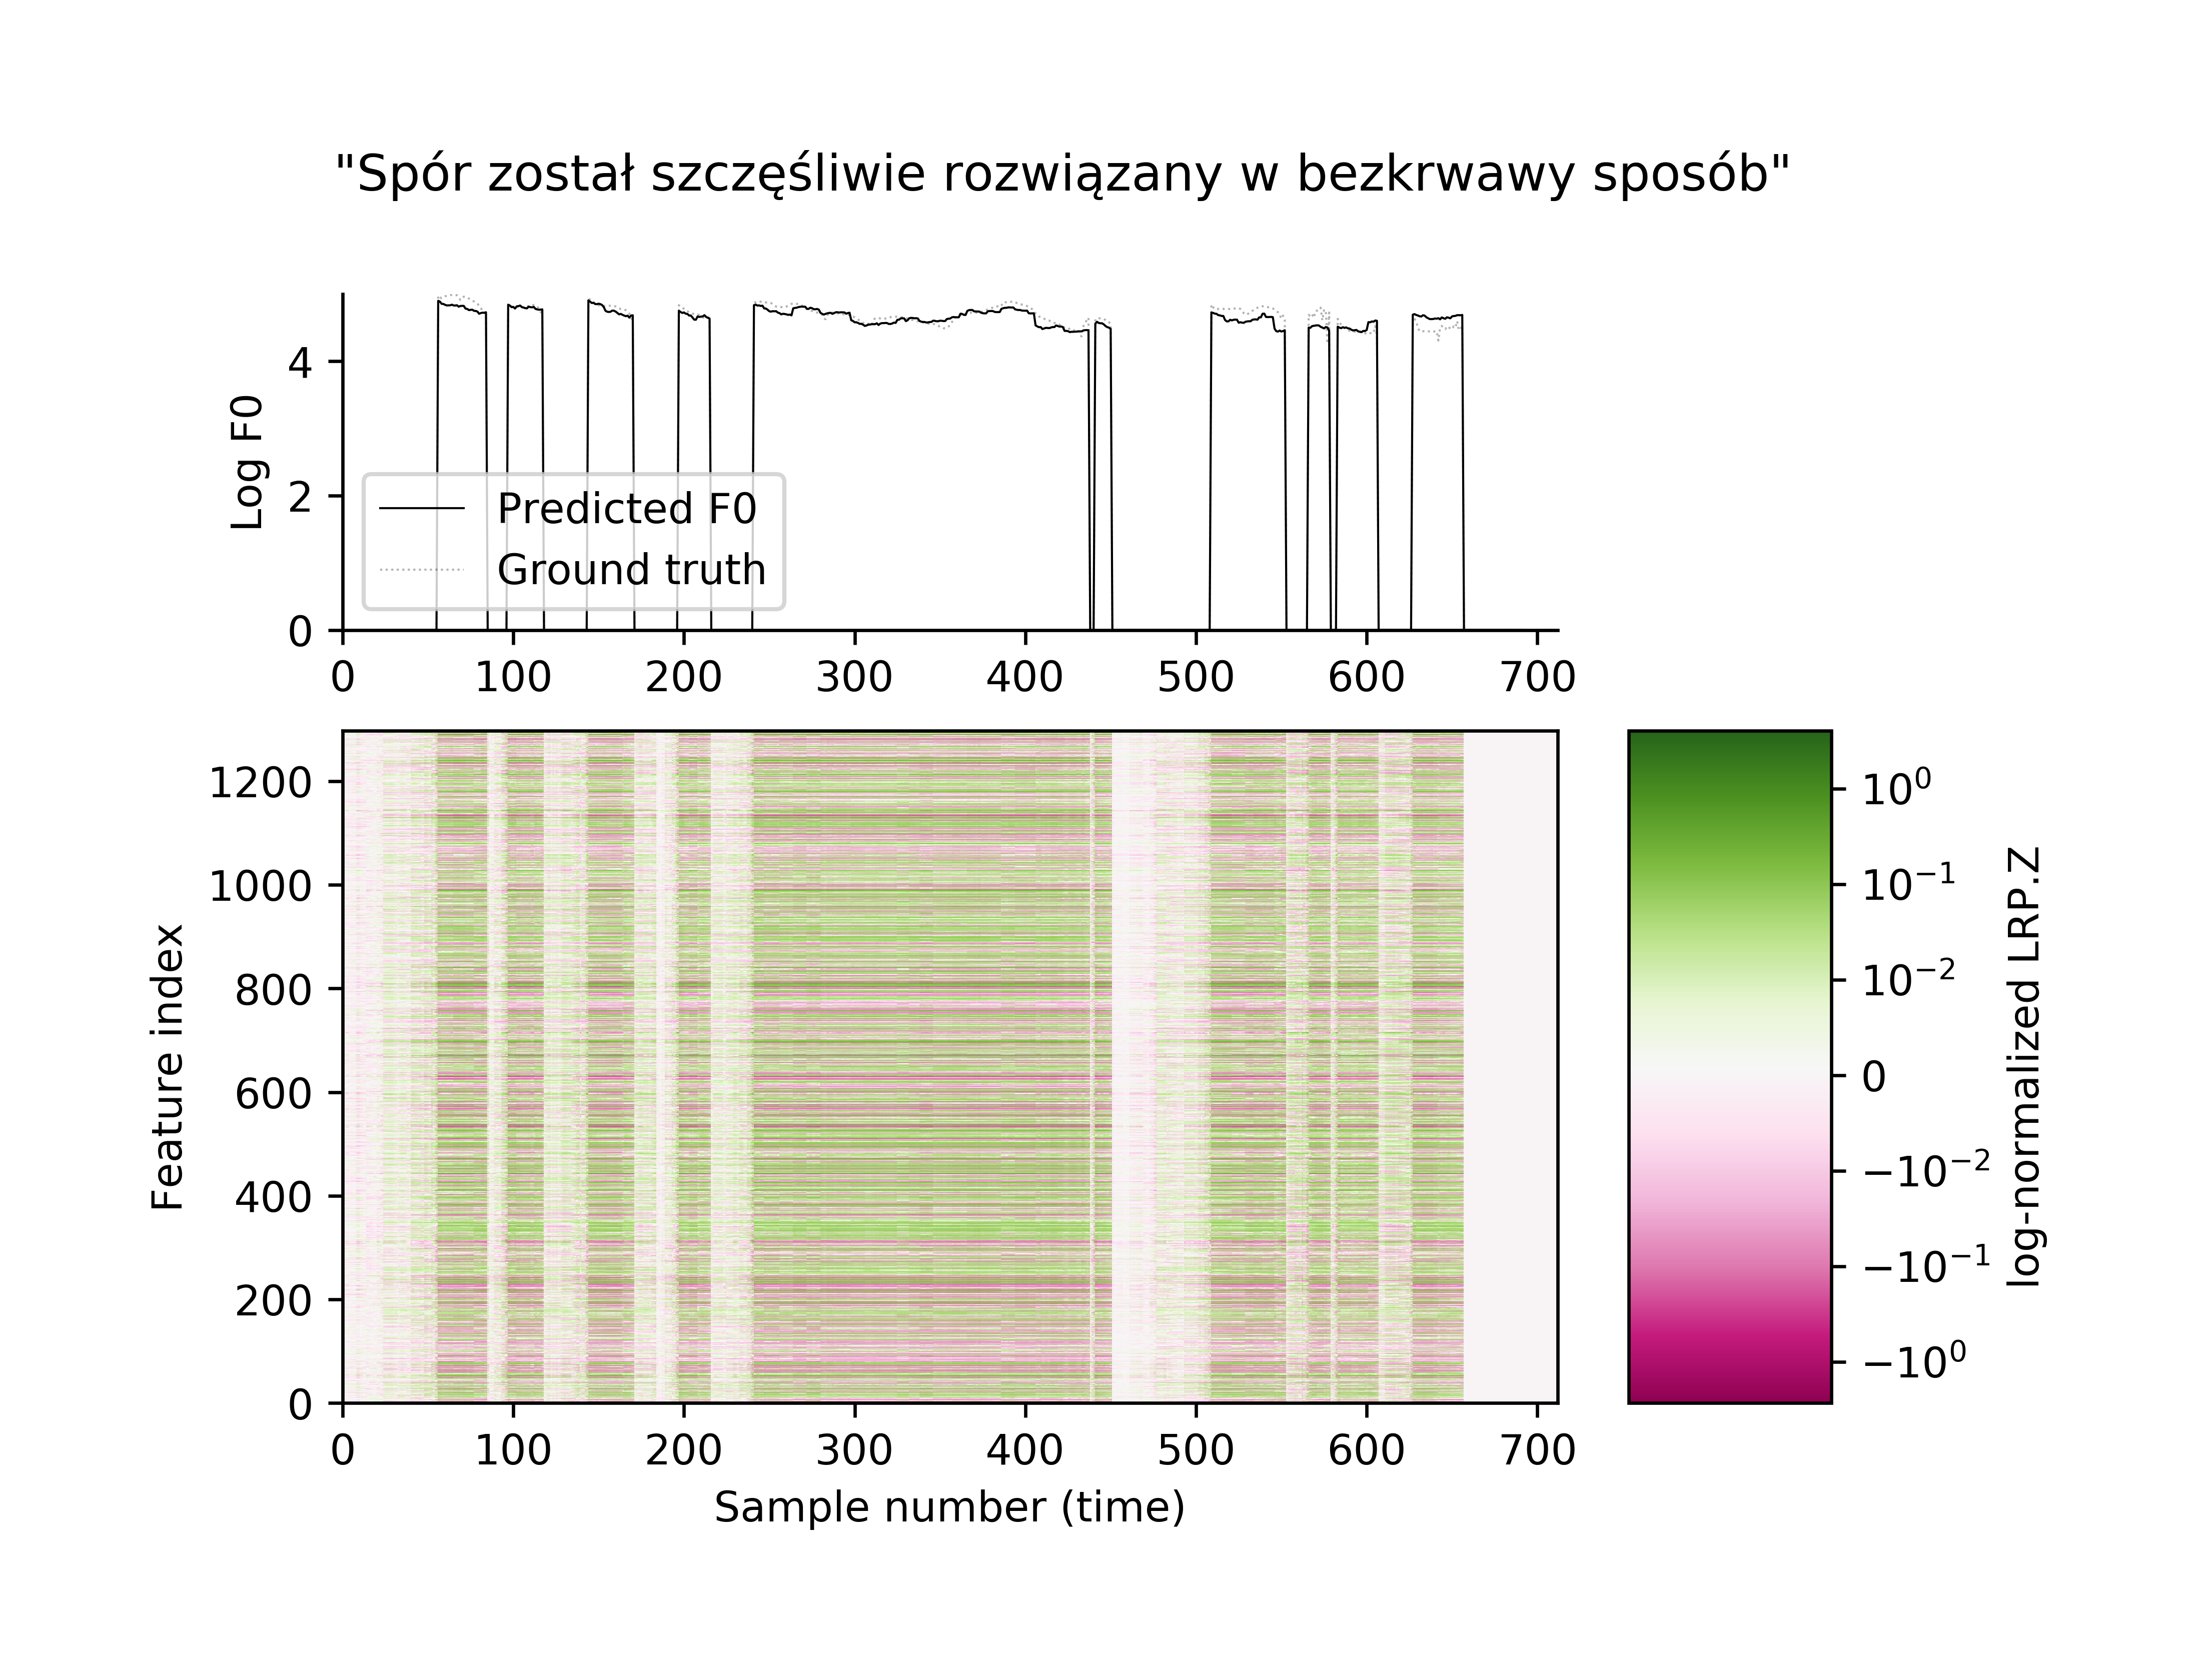 "Spór został szczęśliwie rozwiązany w bezkrwawy sposób"
Log F0
4
2
0
Predicted F0
Ground truth
0 100 200 300 400 500 600 700
Feature index
1200
1000
800
600
400
200
0
0 100 200 300 400 500 600 700
Sample number (time)
10⁰
10⁻¹
10⁻²
0
−10⁻²
−10⁻¹
−10⁰
log-normalized LRP.Z